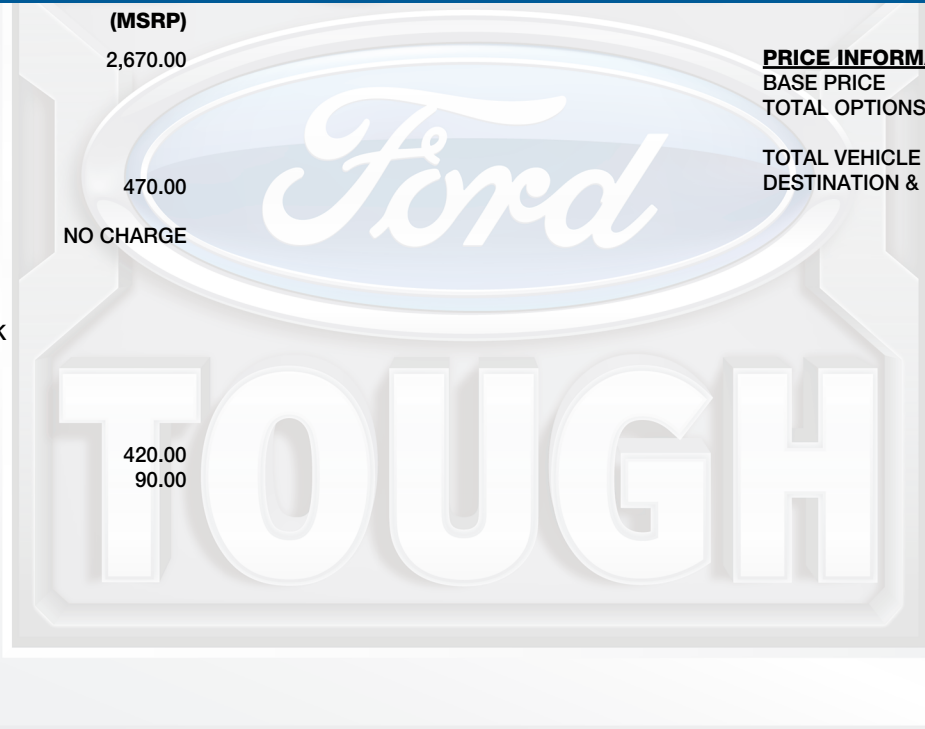 (MSRP)
2,670.00
470.00
NO CHARGE
K
420.00
90.00
PRICE INFORM
BASE PRICE
TOTAL OPTIONS
TOTAL VEHICLE
DESTINATION &
Ford
TOUGH